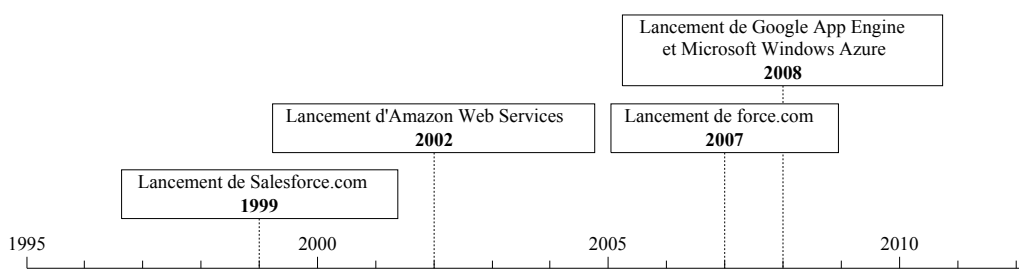 Lancement de Google App Engine
et Microsoft Windows Azure
2008
Lancement d'Amazon Web Services
2002
Lancement de force.com
2007
Lancement de Salesforce.com
1999
1995
2000
2005
2010